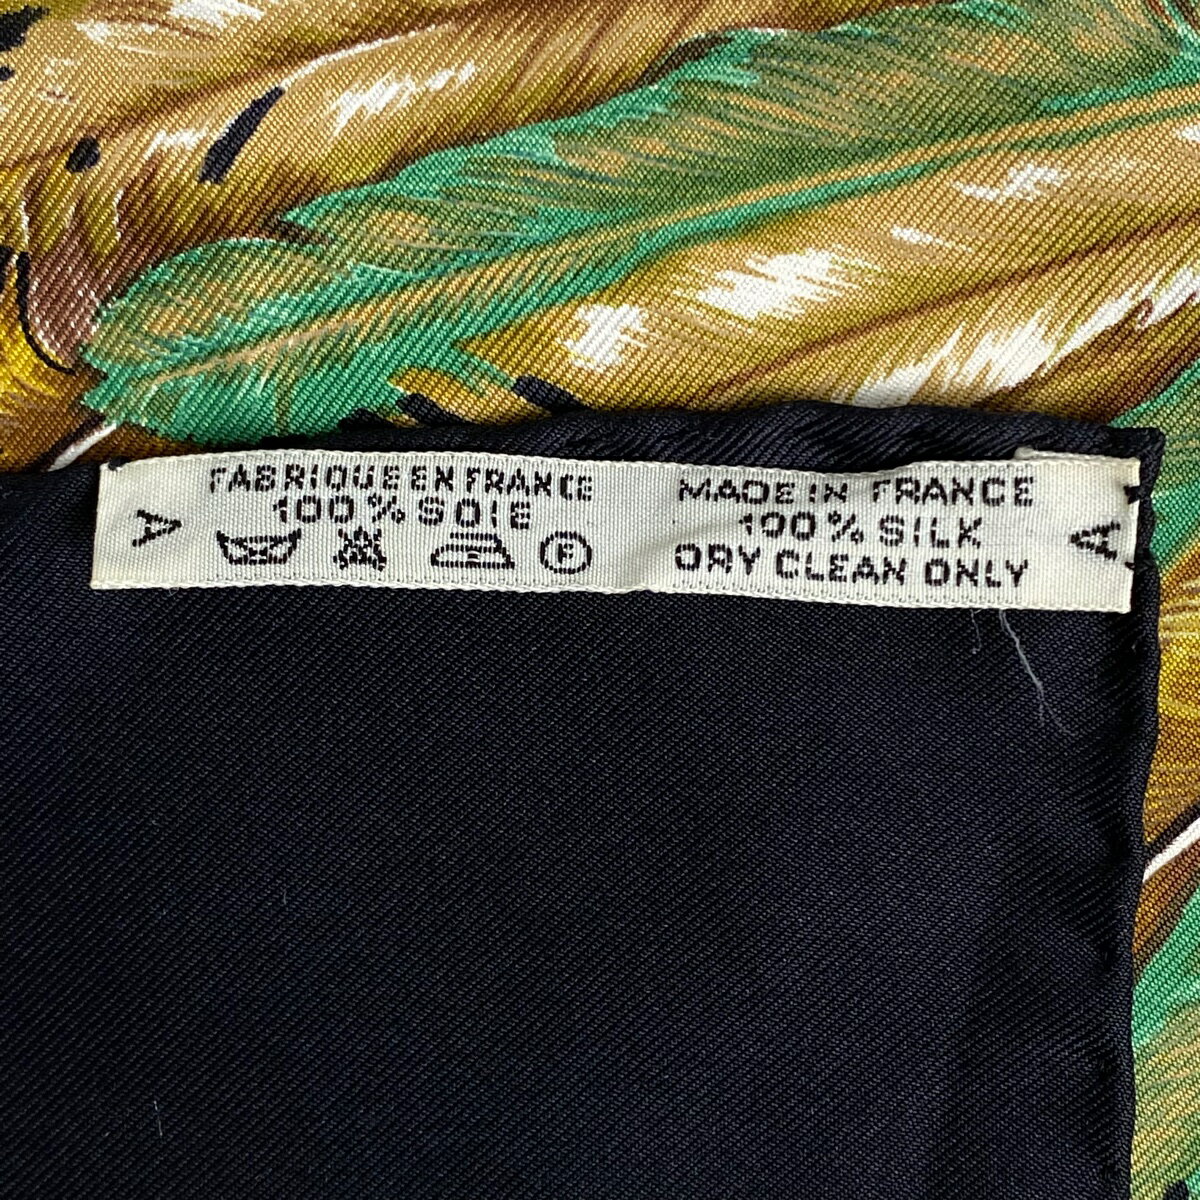 A
FABRIQUE EN FRANCE
100% SOIE
F
MADE IN FRANCE
100% SILK
DRY CLEAN ONLY
A